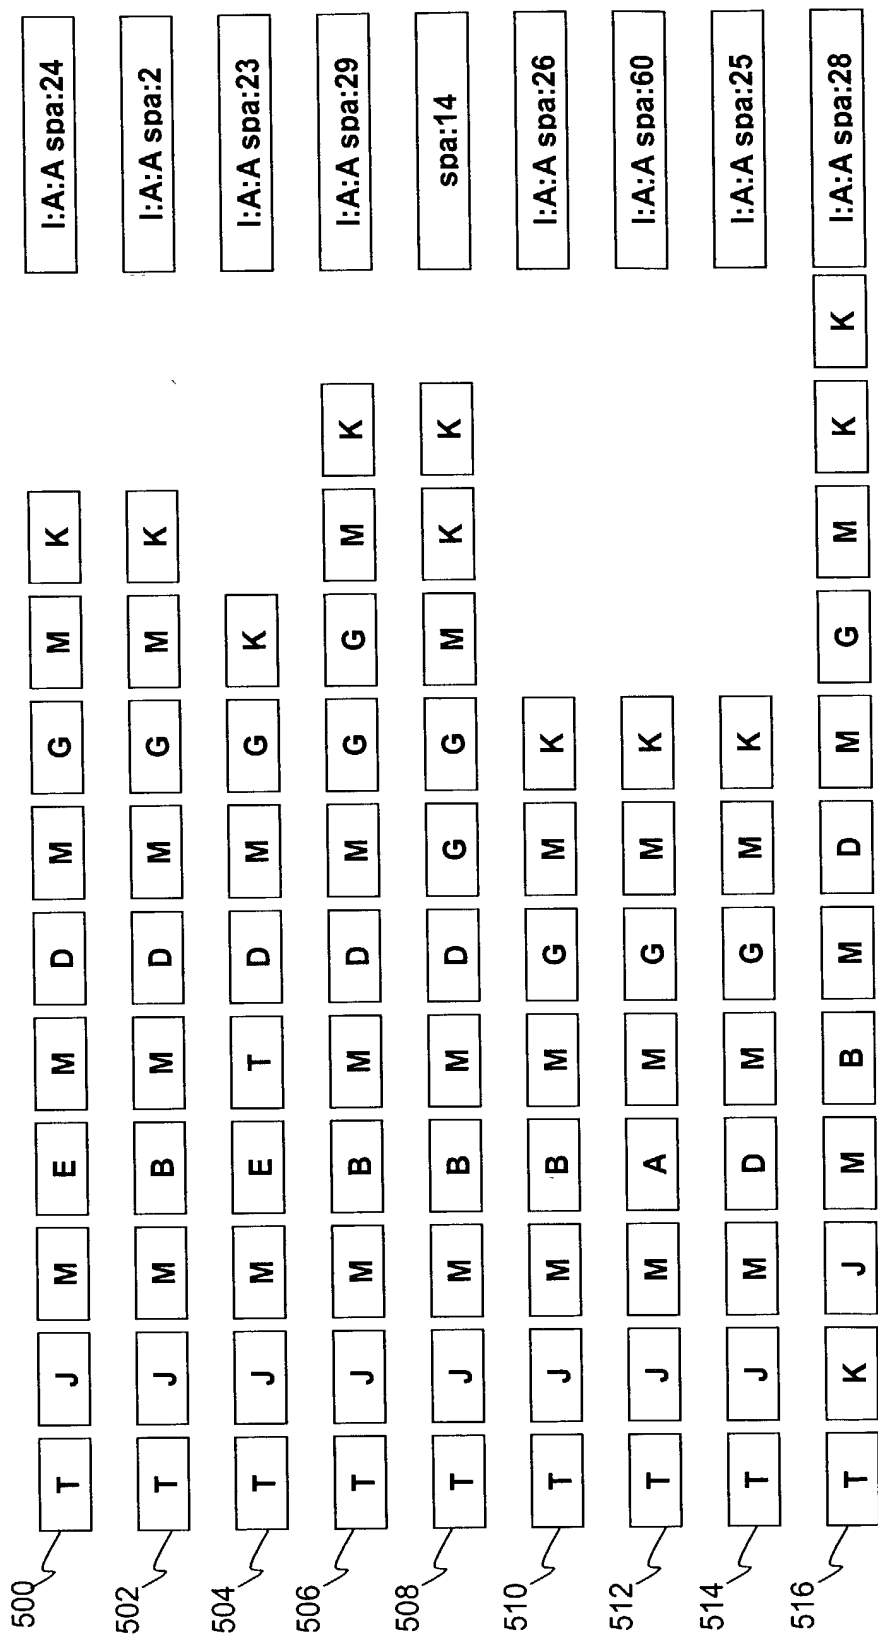 500 T J M E M D M G M K I:A:A spa:24
502 T J M B M D M G M K I:A:A spa:2
504 T J M E T D M G K I:A:A spa:23
506 T J M B M D M G G M K I:A:A spa:29
508 T J M B M D G G M K K spa:14
510 T J M B M G M K I:A:A spa:26
512 T J M A M G M K I:A:A spa:60
514 T J M D M G M K I:A:A spa:25
516 T K J M B M D M G M K K I:A:A spa:28